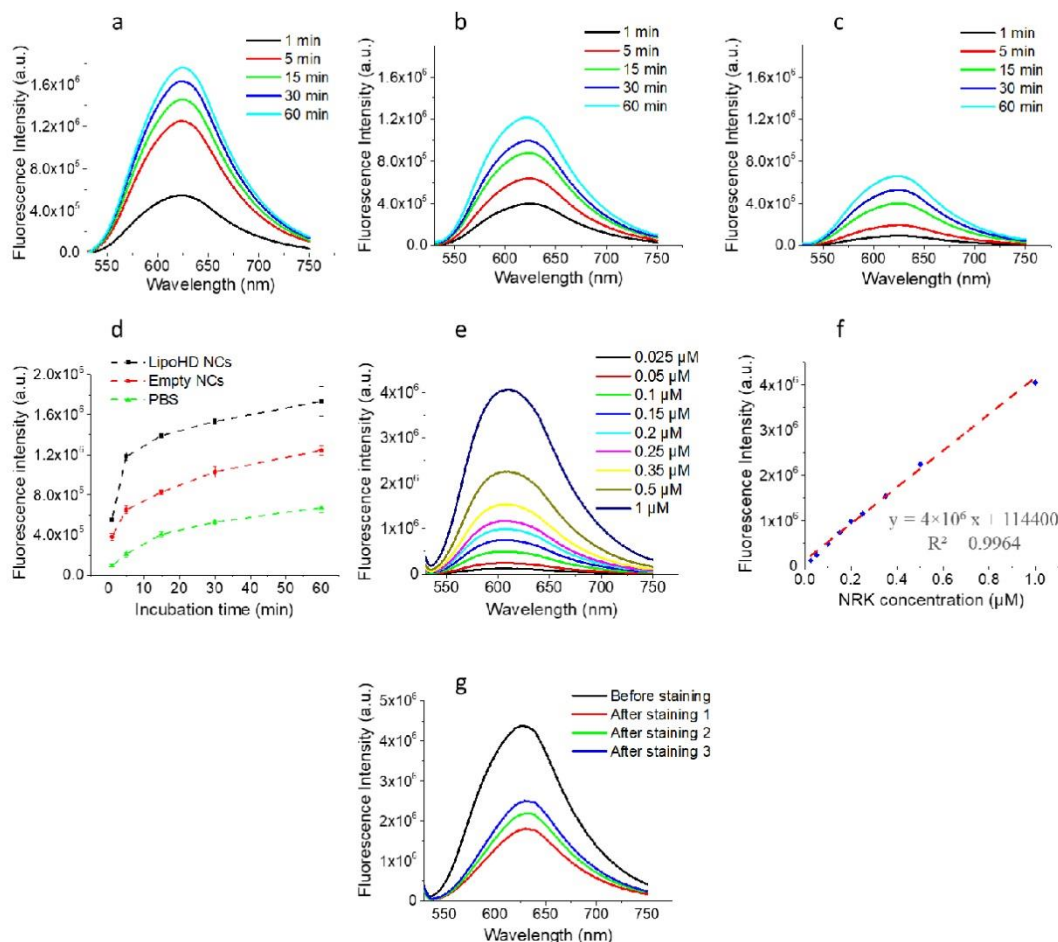 a
Fluorescence Intensity (a.u.)
1.6x10⁶
1.2x10⁶
8.0x10⁵
4.0x10⁵
0.0
550 600 650 700 750
Wavelength (nm)
1 min
5 min
15 min
30 min
60 min
b
Fluorescence Intensity (a.u.)
1.6x10⁶
1.2x10⁶
8.0x10⁵
4.0x10⁵
0.0
550 600 650 700 750
Wavelength (nm)
1 min
5 min
15 min
30 min
60 min
c
Fluorescence Intensity (a.u.)
1.6x10⁶
1.2x10⁶
8.0x10⁵
4.0x10⁵
0.0
550 600 650 700 750
Wavelength (nm)
1 min
5 min
15 min
30 min
60 min
d
Fluorescence intensity (a.u.)
2.0x10⁶
1.6x10⁶
1.2x10⁶
8.0x10⁵
4.0x10⁵
0.0
0 10 20 30 40 50 60
Incubation time (min)
LipoHD NCs
Empty NCs
PBS
e
Fluorescence intensity (a.u.)
4x10⁶
3x10⁶
2x10⁶
1x10⁶
0
550 600 650 700 750
Wavelength (nm)
0.025 µM
0.05 µM
0.1 µM
0.15 µM
0.2 µM
0.25 µM
0.35 µM
0.5 µM
1 µM
f
Fluorescence intensity (a.u.)
4x10⁶
3x10⁶
2x10⁶
1x10⁶
0
y = 4×10⁶ x + 114400
R² 0.9964
0.0 0.2 0.4 0.6 0.8 1.0
NRK concentration (µM)
g
Fluorescence Intensity (a.u.)
5x10⁶
4x10⁶
3x10⁶
2x10⁶
1x10⁶
0
550 600 650 700 750
Wavelength (nm)
Before staining
After staining 1
After staining 2
After staining 3